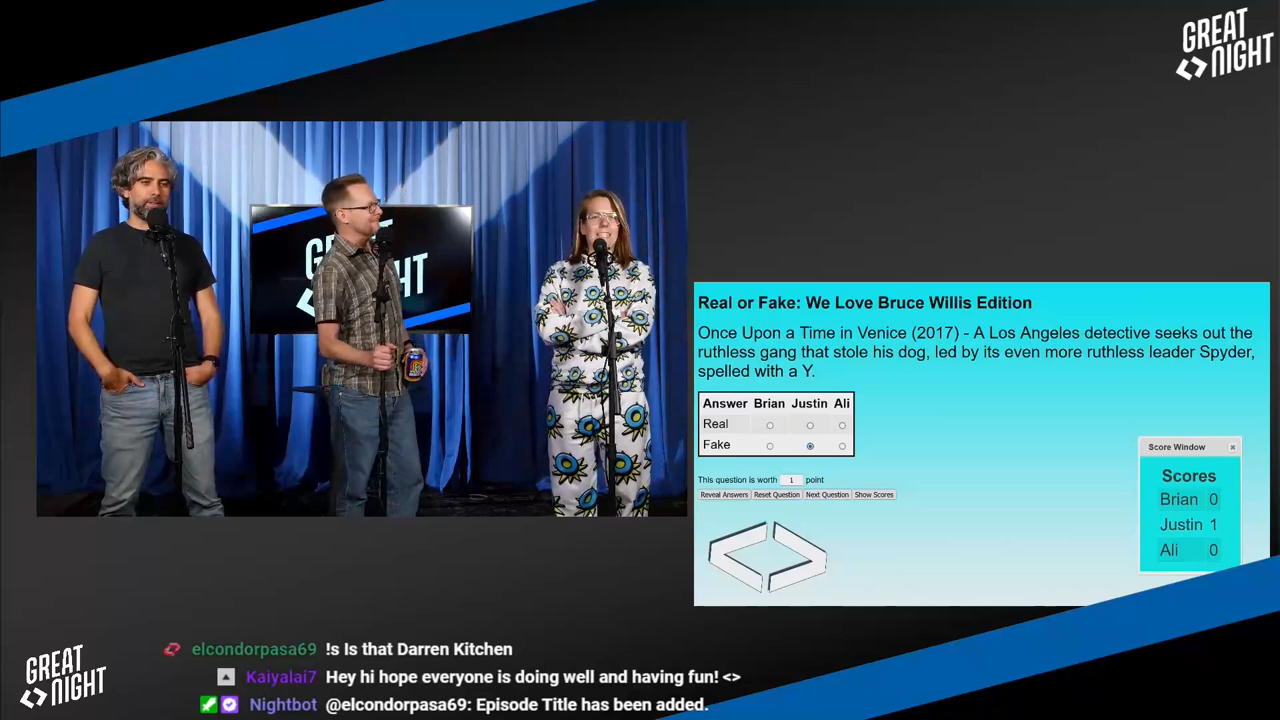 GREAT
NIGHT
GREAT
NIGHT
Real or Fake: We Love Bruce Willis Edition
Once Upon a Time in Venice (2017) - A Los Angeles detective seeks out the
ruthless gang that stole his dog, led by its even more ruthless leader Spyder,
spelled with a Y.
Answer Brian Justin Ali
Real
Fake
This question is worth 1 point
Reveal Answers Reset Question Next Question Show Scores
Score Window
Scores
Brian 0
Justin 1
Ali 0
GREAT
NIGHT
elcondorpasa69 !s Is that Darren Kitchen
Kaiyalai7 Hey hi hope everyone is doing well and having fun! <>
Nightbot @elcondorpasa69: Episode Title has been added.